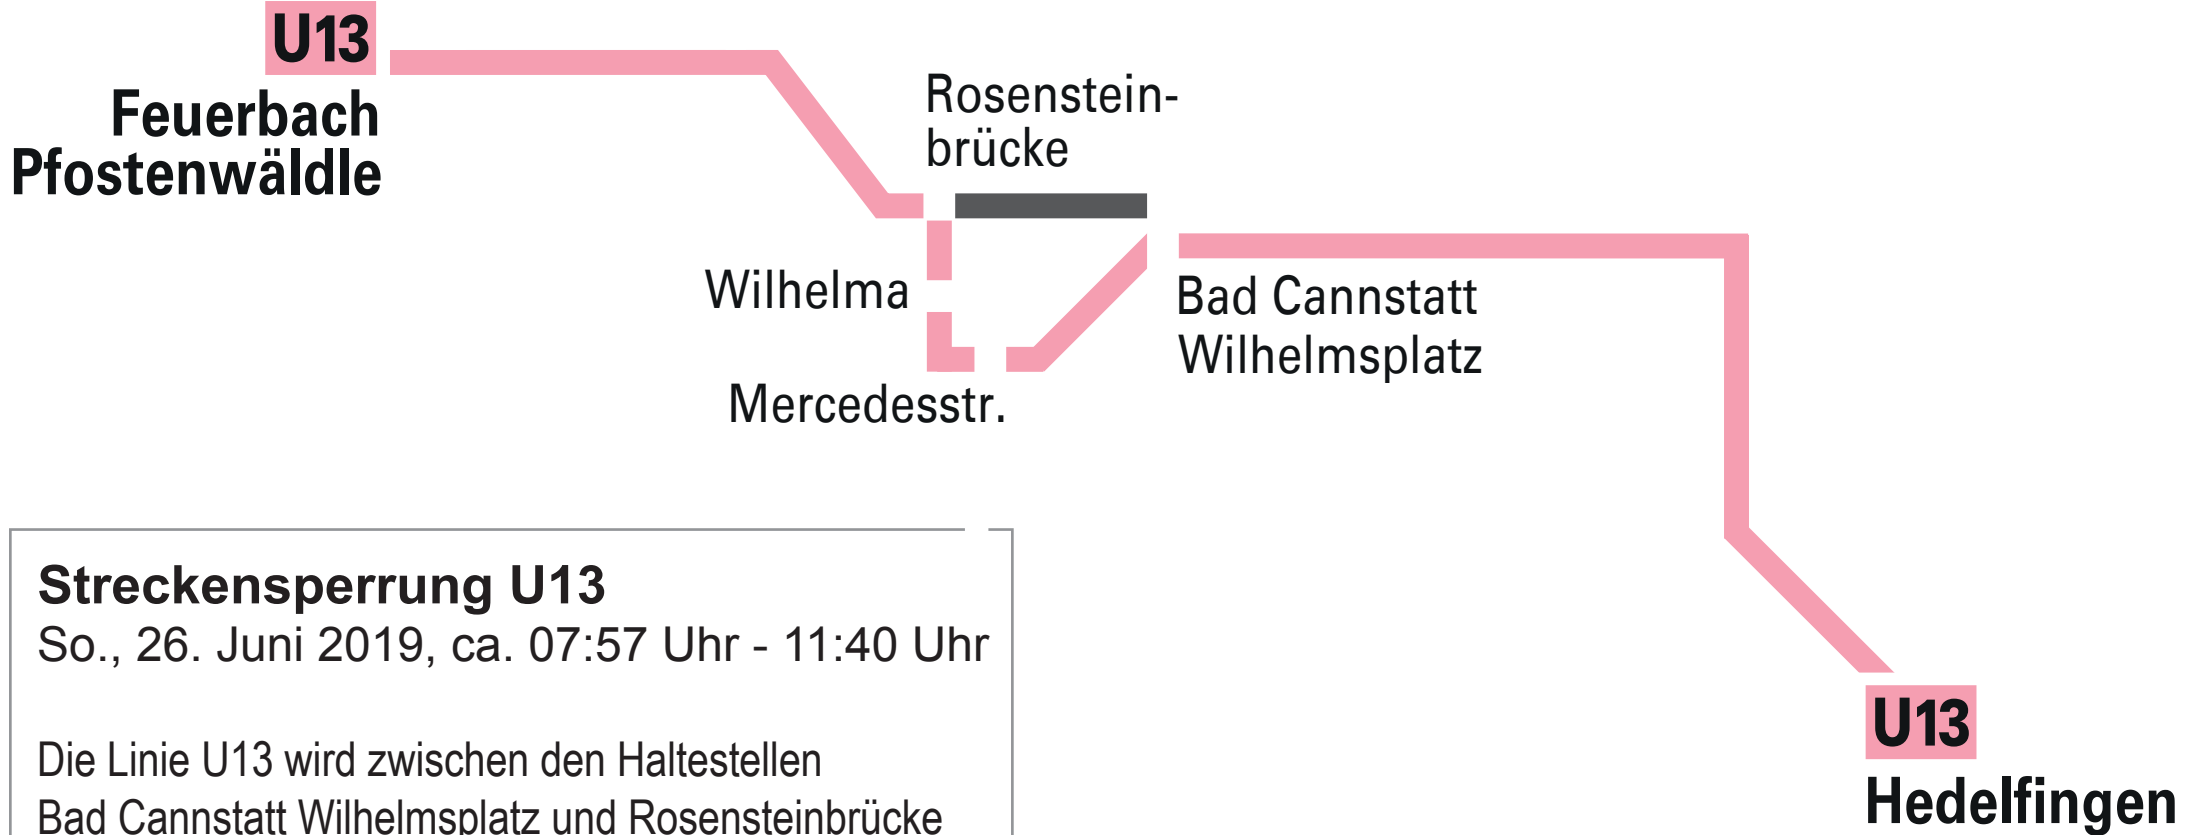 U13
Feuerbach
Pfostenwäldle
Rosenstein-
brücke
Wilhelma
Mercedesstr.
Bad Cannstatt
Wilhelmsplatz
Streckensperrung U13
So., 26. Juni 2019, ca. 07:57 Uhr - 11:40 Uhr
Die Linie U13 wird zwischen den Haltestellen
Bad Cannstatt Wilhelmsplatz und Rosensteinbrücke
U13
Hedelfingen